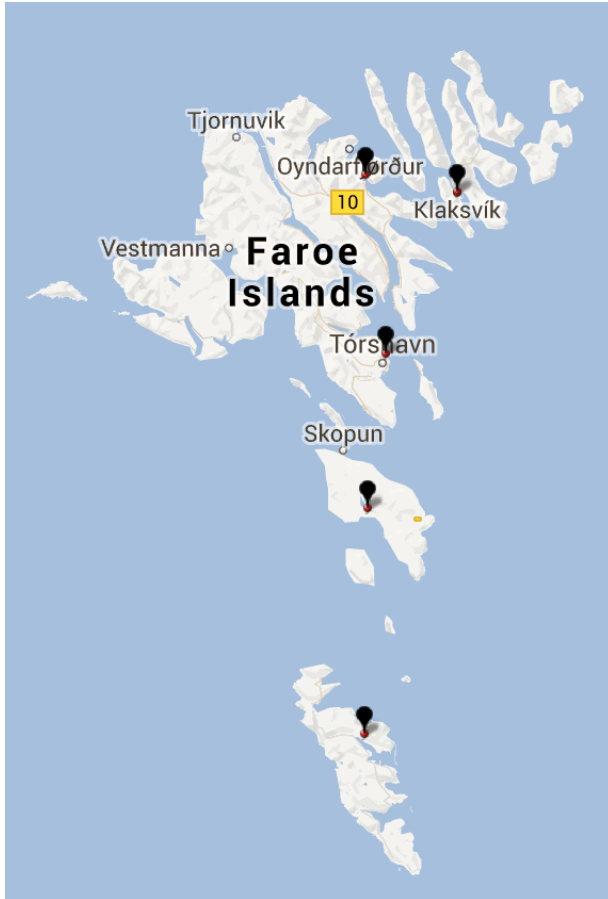 Tjornuvik
Oyndarfjørður
10
Klaksvík
Vestmanna
Faroe
Islands
Tórshavn
Skopun